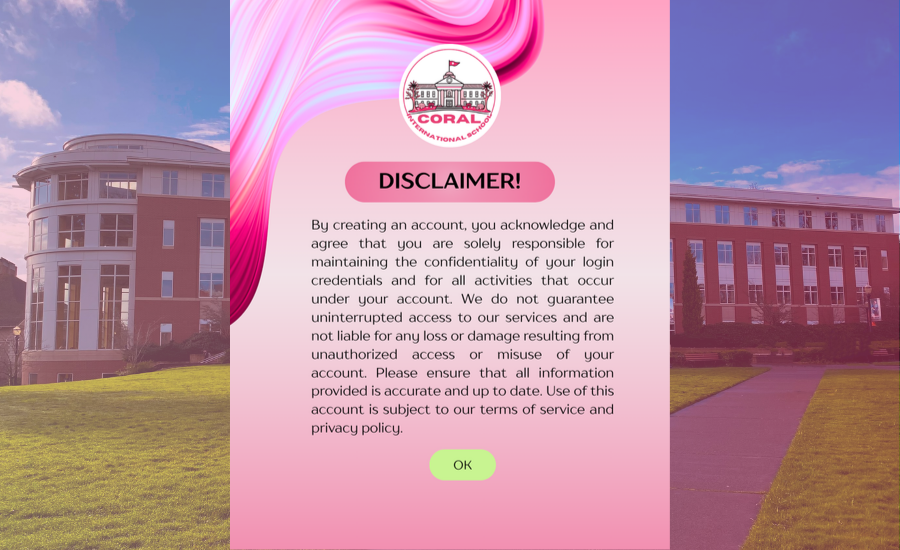 CORAL
INTERNATIONAL SCHOOL
DISCLAIMER!
By creating an account, you acknowledge and
agree that you are solely responsible for
maintaining the confidentiality of your login
credentials and for all activities that occur
under your account. We do not guarantee
uninterrupted access to our services and are
not liable for any loss or damage resulting from
unauthorized access or misuse of your
account. Please ensure that all information
provided is accurate and up to date. Use of this
account is subject to our terms of service and
privacy policy.
OK